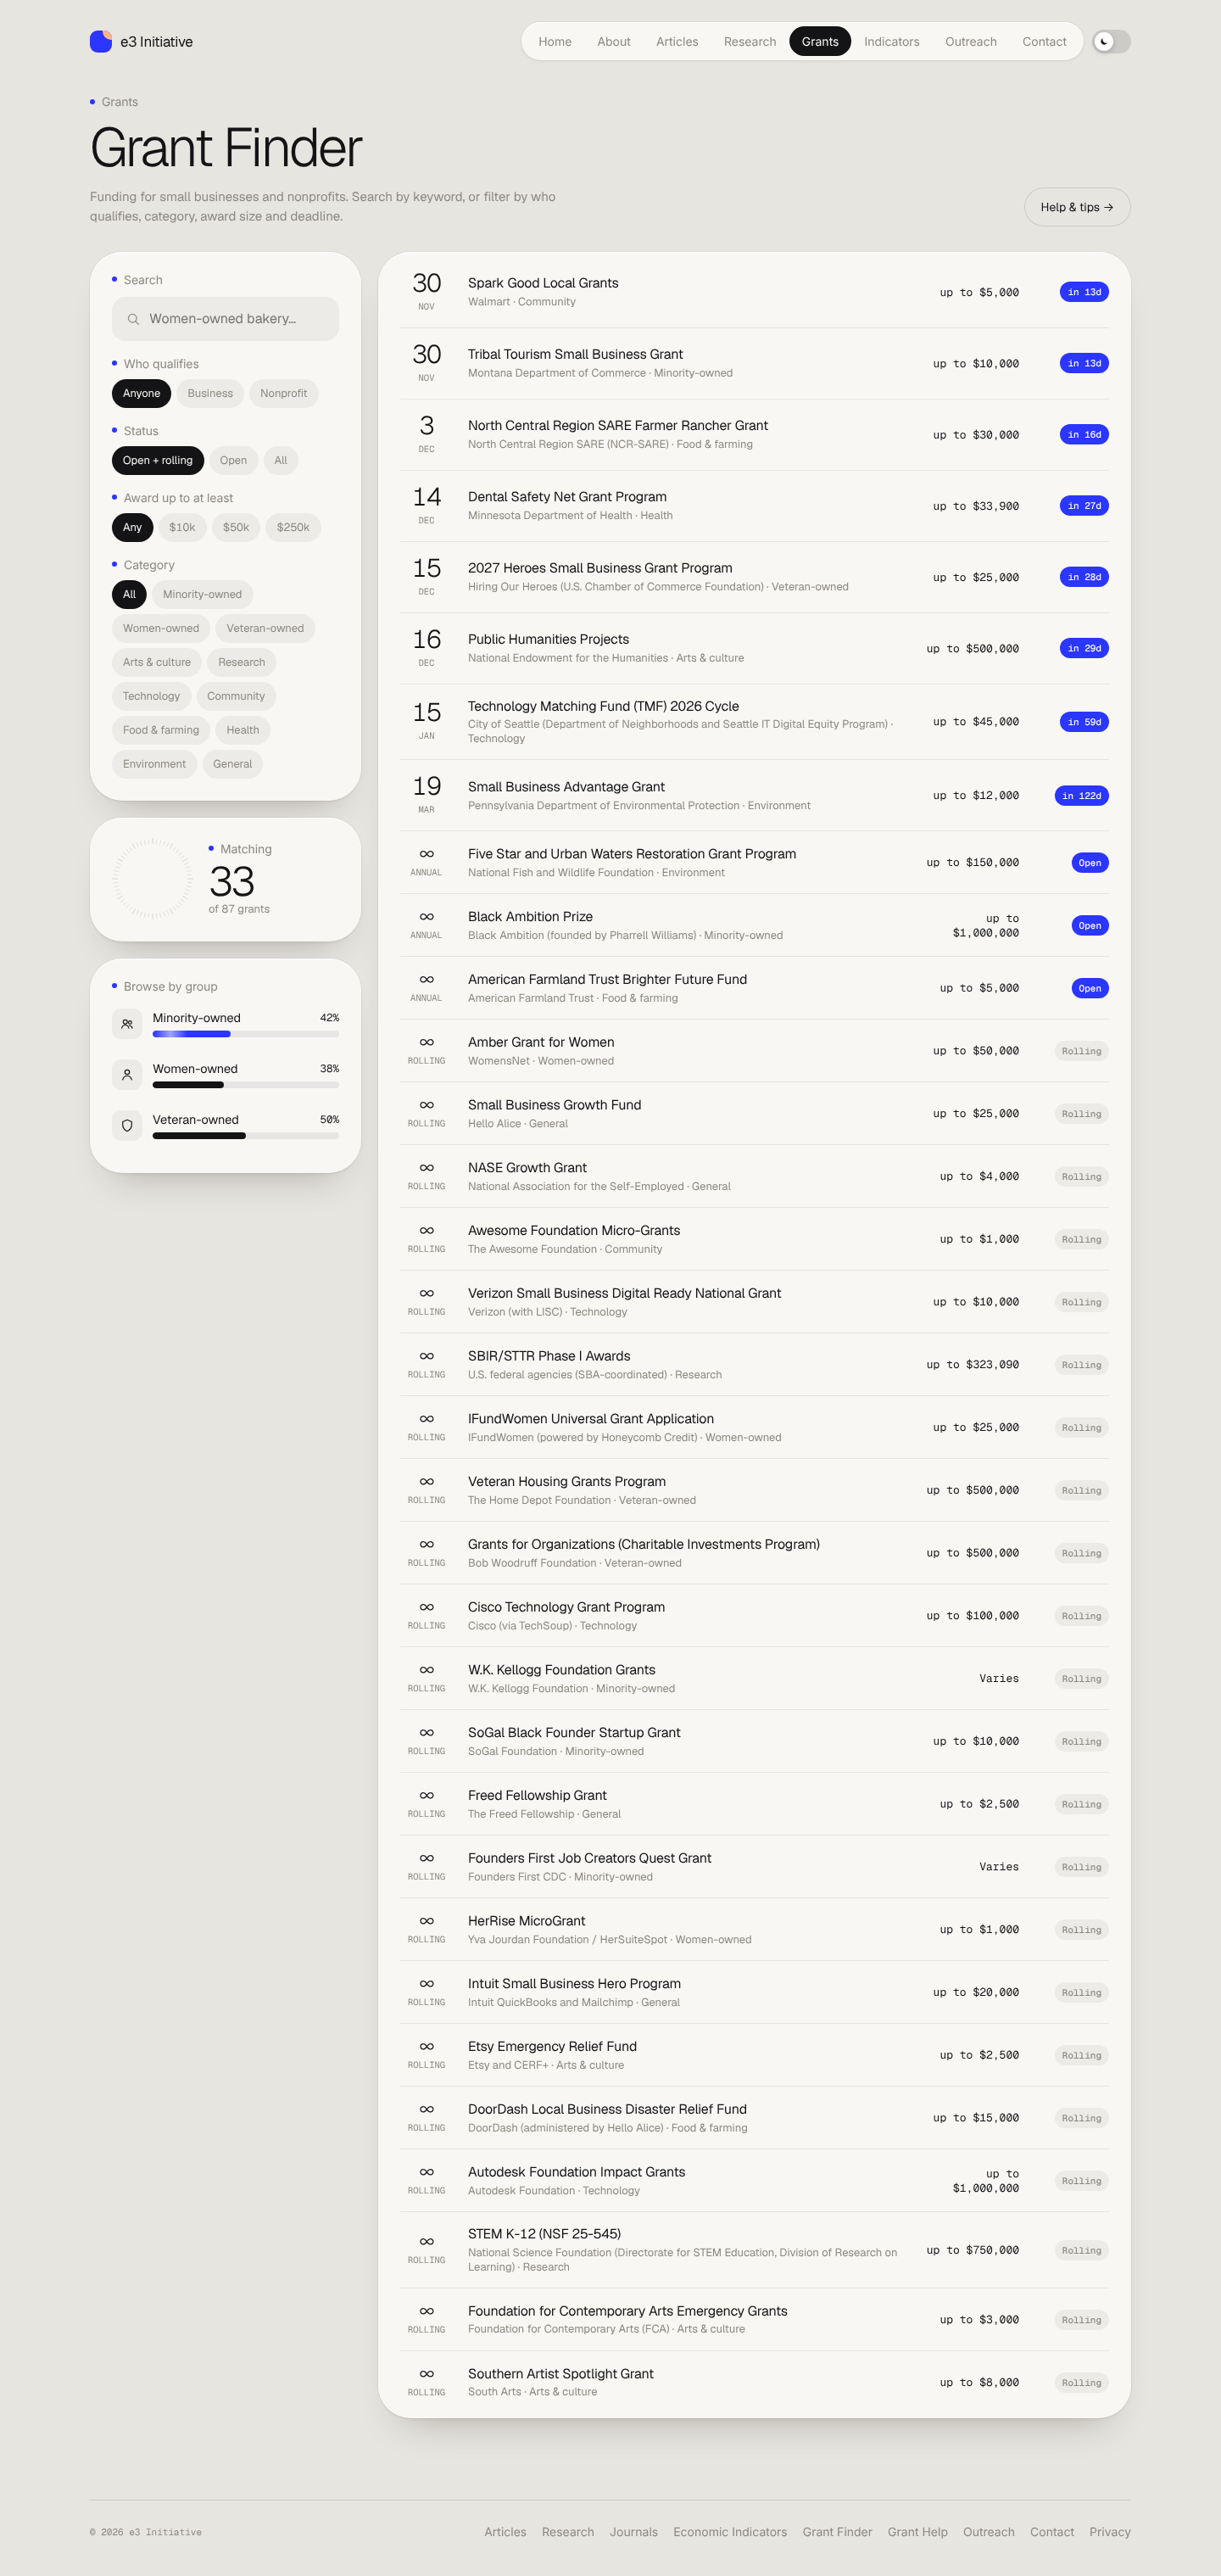 e3 Initiative
Home About Articles Research Grants Indicators Outreach Contact
Grants
Grant Finder
Funding for small businesses and nonprofits. Search by keyword, or filter by who
qualifies, category, award size and deadline.
Help & tips →
Search
Women-owned bakery...
Who qualifies
Anyone Business Nonprofit
Status
Open + rolling Open All
Award up to at least
Any $10k $50k $250k
Category
All Minority-owned
Women-owned Veteran-owned
Arts & culture Research
Technology Community
Food & farming Health
Environment General
Matching
33
of 87 grants
Browse by group
Minority-owned 42%
Women-owned 38%
Veteran-owned 50%
30 NOV
Spark Good Local Grants
Walmart · Community
up to $5,000
in 13d
30 NOV
Tribal Tourism Small Business Grant
Montana Department of Commerce · Minority-owned
up to $10,000
in 13d
3 DEC
North Central Region SARE Farmer Rancher Grant
North Central Region SARE (NCR-SARE) · Food & farming
up to $30,000
in 16d
14 DEC
Dental Safety Net Grant Program
Minnesota Department of Health · Health
up to $33,900
in 27d
15 DEC
2027 Heroes Small Business Grant Program
Hiring Our Heroes (U.S. Chamber of Commerce Foundation) · Veteran-owned
up to $25,000
in 28d
16 DEC
Public Humanities Projects
National Endowment for the Humanities · Arts & culture
up to $500,000
in 29d
15 JAN
Technology Matching Fund (TMF) 2026 Cycle
City of Seattle (Department of Neighborhoods and Seattle IT Digital Equity Program) ·
Technology
up to $45,000
in 59d
19 MAR
Small Business Advantage Grant
Pennsylvania Department of Environmental Protection · Environment
up to $12,000
in 122d
∞ ANNUAL
Five Star and Urban Waters Restoration Grant Program
National Fish and Wildlife Foundation · Environment
up to $150,000
Open
∞ ANNUAL
Black Ambition Prize
Black Ambition (founded by Pharrell Williams) · Minority-owned
up to
$1,000,000
Open
∞ ANNUAL
American Farmland Trust Brighter Future Fund
American Farmland Trust · Food & farming
up to $5,000
Open
∞ ROLLING
Amber Grant for Women
WomensNet · Women-owned
up to $50,000
Rolling
∞ ROLLING
Small Business Growth Fund
Hello Alice · General
up to $25,000
Rolling
∞ ROLLING
NASE Growth Grant
National Association for the Self-Employed · General
up to $4,000
Rolling
∞ ROLLING
Awesome Foundation Micro-Grants
The Awesome Foundation · Community
up to $1,000
Rolling
∞ ROLLING
Verizon Small Business Digital Ready National Grant
Verizon (with LISC) · Technology
up to $10,000
Rolling
∞ ROLLING
SBIR/STTR Phase I Awards
U.S. federal agencies (SBA-coordinated) · Research
up to $323,090
Rolling
∞ ROLLING
IFundWomen Universal Grant Application
IFundWomen (powered by Honeycomb Credit) · Women-owned
up to $25,000
Rolling
∞ ROLLING
Veteran Housing Grants Program
The Home Depot Foundation · Veteran-owned
up to $500,000
Rolling
∞ ROLLING
Grants for Organizations (Charitable Investments Program)
Bob Woodruff Foundation · Veteran-owned
up to $500,000
Rolling
∞ ROLLING
Cisco Technology Grant Program
Cisco (via TechSoup) · Technology
up to $100,000
Rolling
∞ ROLLING
W.K. Kellogg Foundation Grants
W.K. Kellogg Foundation · Minority-owned
Varies
Rolling
∞ ROLLING
SoGal Black Founder Startup Grant
SoGal Foundation · Minority-owned
up to $10,000
Rolling
∞ ROLLING
Freed Fellowship Grant
The Freed Fellowship · General
up to $2,500
Rolling
∞ ROLLING
Founders First Job Creators Quest Grant
Founders First CDC · Minority-owned
Varies
Rolling
∞ ROLLING
HerRise MicroGrant
Yva Jourdan Foundation / HerSuiteSpot · Women-owned
up to $1,000
Rolling
∞ ROLLING
Intuit Small Business Hero Program
Intuit QuickBooks and Mailchimp · General
up to $20,000
Rolling
∞ ROLLING
Etsy Emergency Relief Fund
Etsy and CERF+ · Arts & culture
up to $2,500
Rolling
∞ ROLLING
DoorDash Local Business Disaster Relief Fund
DoorDash (administered by Hello Alice) · Food & farming
up to $15,000
Rolling
∞ ROLLING
Autodesk Foundation Impact Grants
Autodesk Foundation · Technology
up to
$1,000,000
Rolling
∞ ROLLING
STEM K-12 (NSF 25-545)
National Science Foundation (Directorate for STEM Education, Division of Research on
Learning) · Research
up to $750,000
Rolling
∞ ROLLING
Foundation for Contemporary Arts Emergency Grants
Foundation for Contemporary Arts (FCA) · Arts & culture
up to $3,000
Rolling
∞ ROLLING
Southern Artist Spotlight Grant
South Arts · Arts & culture
up to $8,000
Rolling
© 2026 e3 Initiative
Articles Research Journals Economic Indicators Grant Finder Grant Help Outreach Contact Privacy